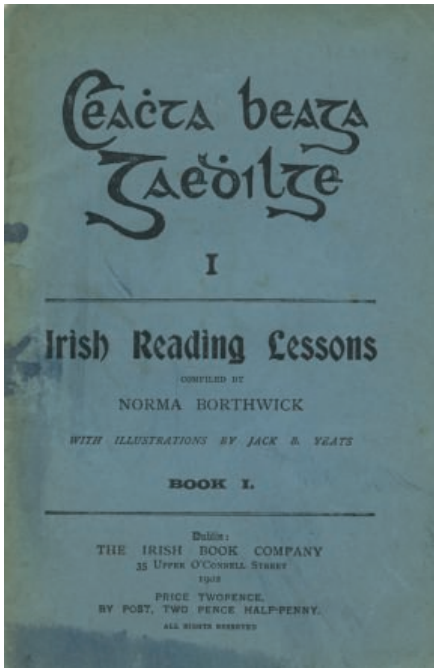 Ceaċta beaga
Gaeḋilge
I
Irish Reading Lessons
COMPILED BY
NORMA BORTHWICK
WITH ILLUSTRATIONS BY JACK B. YEATS
BOOK I.
Dublin:
THE IRISH BOOK COMPANY
35 UPPER O'CONNELL STREET
1902
PRICE TWOPENCE.
BY POST, TWO PENCE HALF-PENNY.
ALL RIGHTS RESERVED